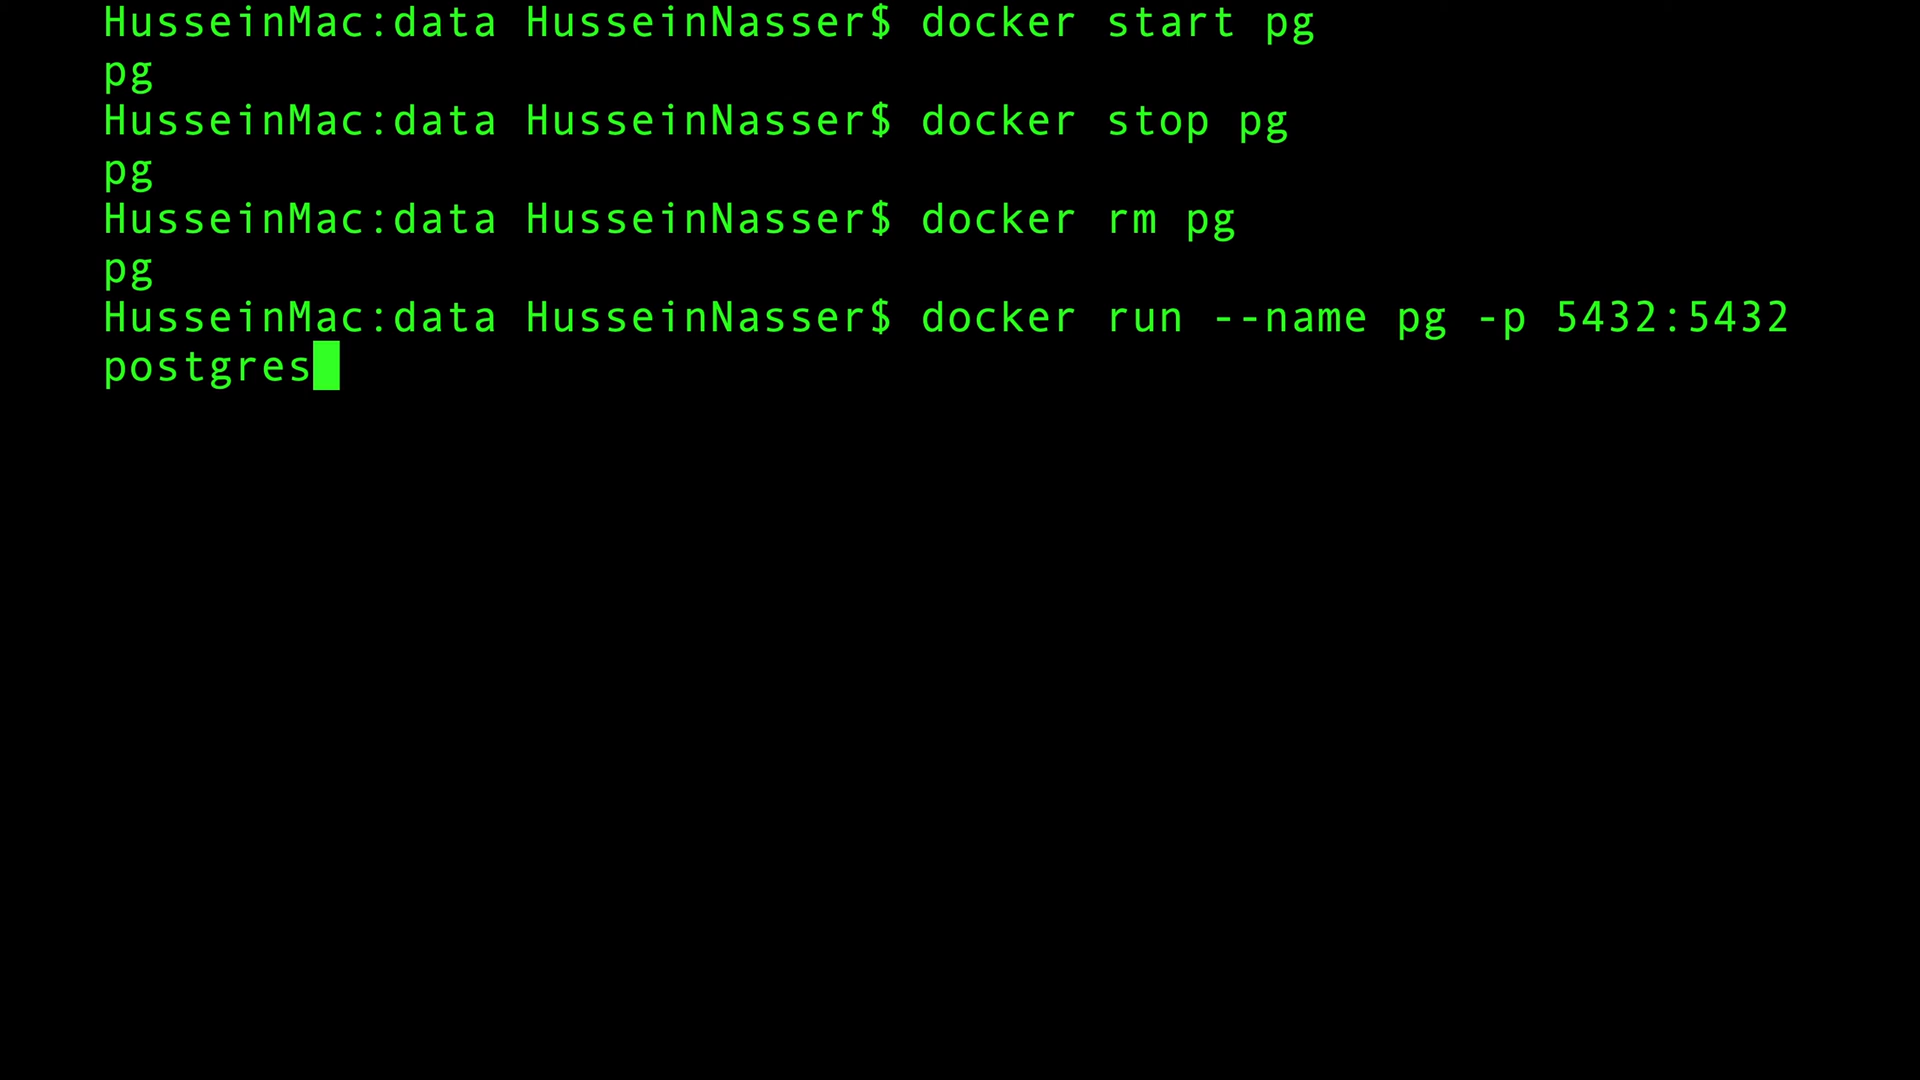 HusseinMac:data HusseinNasser$ docker start pg
pg
HusseinMac:data HusseinNasser$ docker stop pg
pg
HusseinMac:data HusseinNasser$ docker rm pg
pg
HusseinMac:data HusseinNasser$ docker run --name pg -p 5432:5432
postgres